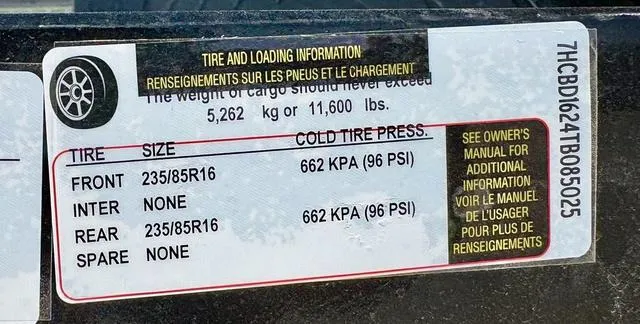 TIRE AND LOADING INFORMATION
RENSEIGNEMENTS SUR LES PNEUS ET LE CHARGEMENT
The weight of cargo should never exceed
5,262 kg or 11,600 lbs.
TIRE SIZE COLD TIRE PRESS.
FRONT 235/85R16 662 KPA (96 PSI)
INTER NONE
REAR 235/85R16 662 KPA (96 PSI)
SPARE NONE
SEE OWNER'S
MANUAL FOR
ADDITIONAL
INFORMATION
VOIR LE MANUEL
DE L'USAGER
POUR PLUS DE
RENSEIGNEMENTS
7HCBD1624TB085025